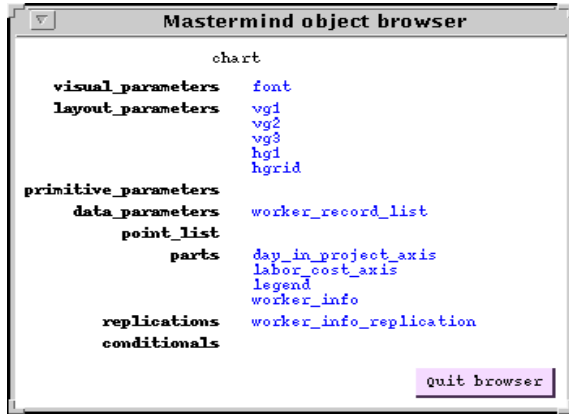 Mastermind object browser
chart
visual_parameters font
layout_parameters vg1
vg2
vg3
hg1
hgrid
primitive_parameters
data_parameters worker_record_list
point_list
parts day_in_project_axis
labor_cost_axis
legend
worker_info
replications worker_info_replication
conditionals
Quit browser